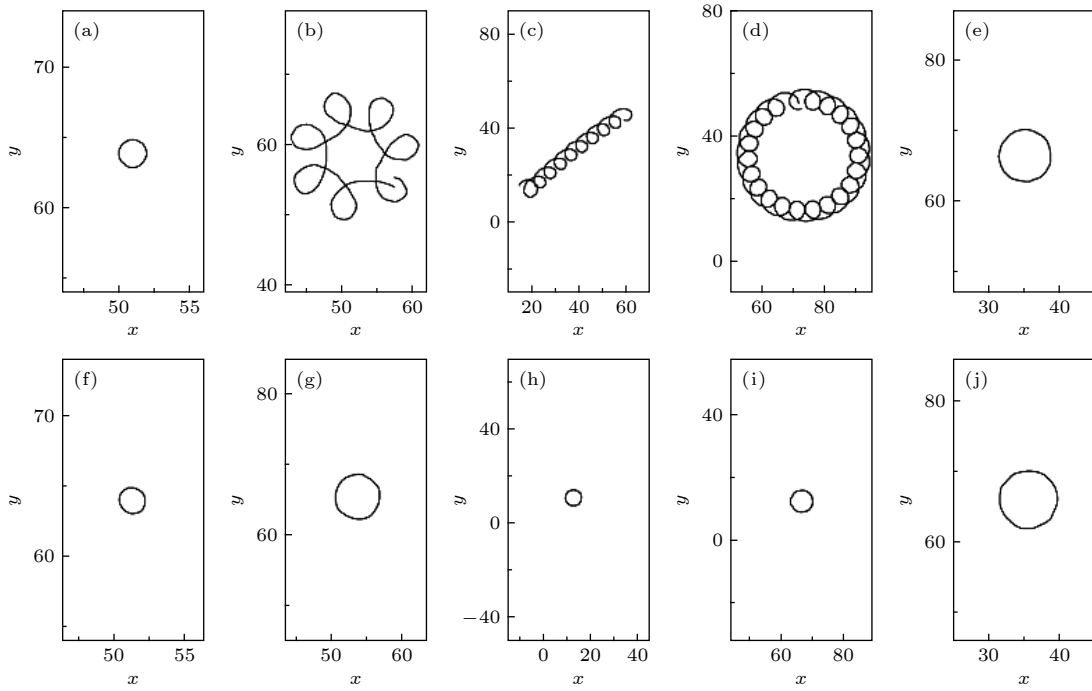 (a)
70
60
y
50 55
x
(b)
60
40
y
50 60
x
(c)
80
40
0
y
20 40 60
x
(d)
80
40
0
y
60 80
x
(e)
80
60
y
30 40
x
(f)
70
60
y
50 55
x
(g)
80
60
y
50 60
x
(h)
40
0
−40
y
0 20 40
x
(i)
40
0
y
60 80
x
(j)
80
60
y
30 40
x